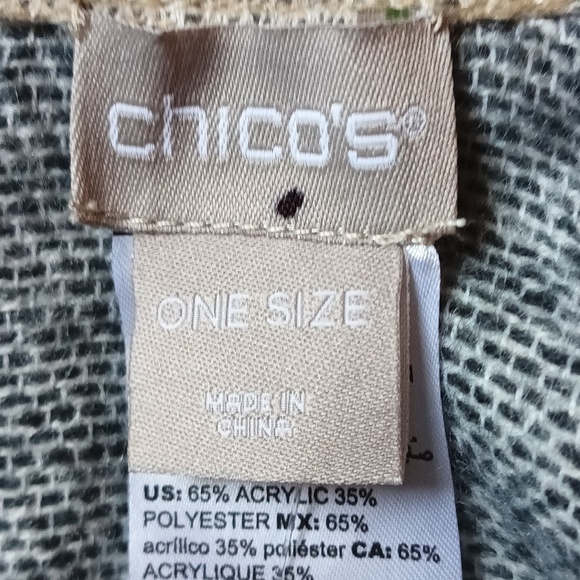 chico's®
ONE SIZE
MADE IN
CHINA
US: 65% ACRYLIC 35%
POLYESTER MX: 65%
acrílico 35% poliéster CA: 65%
ACRYLIQUE 35%